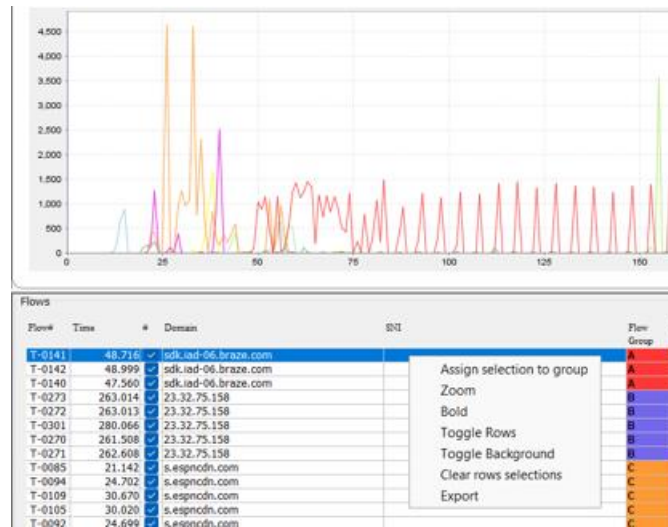 4,500
4,000
3,500
3,000
2,500
2,000
1,500
1,000
500
0
0 25 50 75 100 125 150
Flows
Flow# Time # Domain SNI Flow Group
T-0141 48.716 sdk.iad-06.braze.com A
T-0142 48.999 sdk.iad-06.braze.com A
T-0140 47.560 sdk.iad-06.braze.com A
T-0273 263.014 23.32.75.158 B
T-0272 263.013 23.32.75.158 B
T-0301 280.066 23.32.75.158 B
T-0270 261.508 23.32.75.158 B
T-0271 262.608 23.32.75.158 B
T-0085 21.142 s.espncdn.com C
T-0094 24.702 s.espncdn.com C
T-0109 30.670 s.espncdn.com C
T-0105 30.020 s.espncdn.com C
T-0092 24.699 s.espncdn.com C
Assign selection to group
Zoom
Bold
Toggle Rows
Toggle Background
Clear rows selections
Export